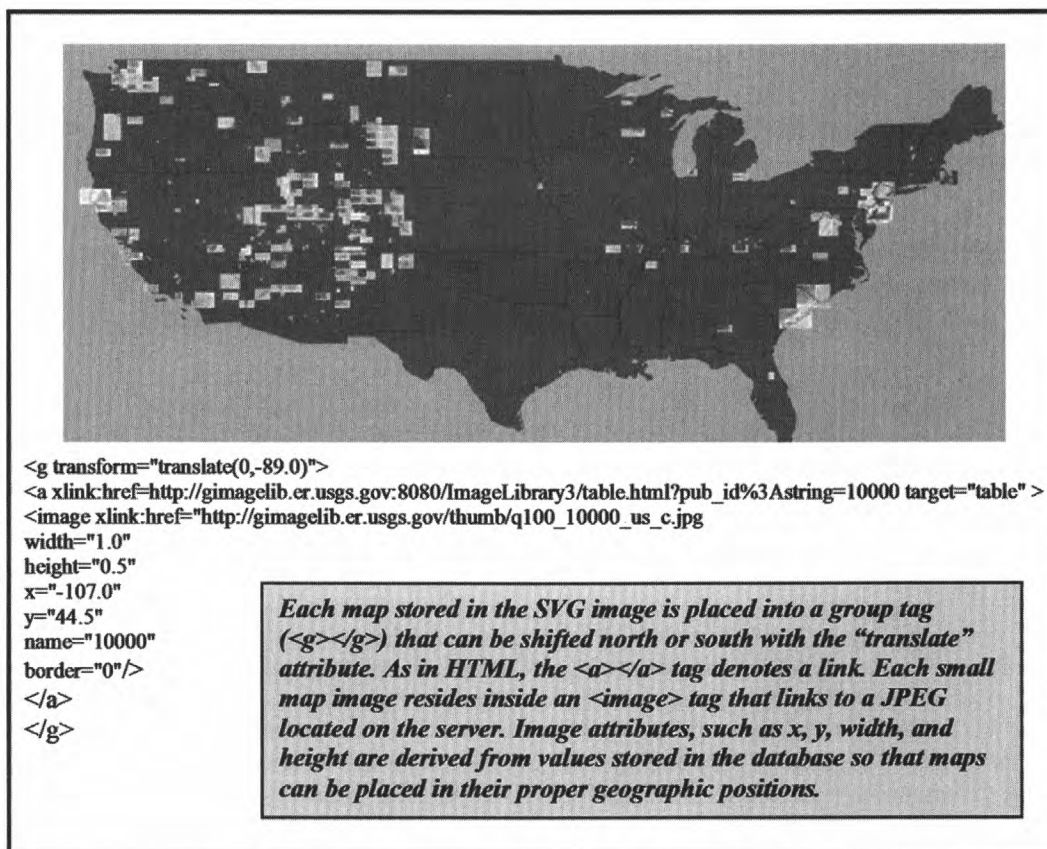 <g transform="translate(0,-89.0)">
<a xlink:href=http://gimagelib.er.usgs.gov:8080/ImageLibrary3/table.html?pub_id%3Astring=10000 target="table" >
<image xlink:href="http://gimagelib.er.usgs.gov/thumb/q100_10000_us_c.jpg
width="1.0"
height="0.5"
x="-107.0"
y="44.5"
name="10000"
border="0"/>
</a>
</g>
Each map stored in the SVG image is placed into a group tag
(<g></g>) that can be shifted north or south with the “translate”
attribute. As in HTML, the <a></a> tag denotes a link. Each small
map image resides inside an <image> tag that links to a JPEG
located on the server. Image attributes, such as x, y, width, and
height are derived from values stored in the database so that maps
can be placed in their proper geographic positions.